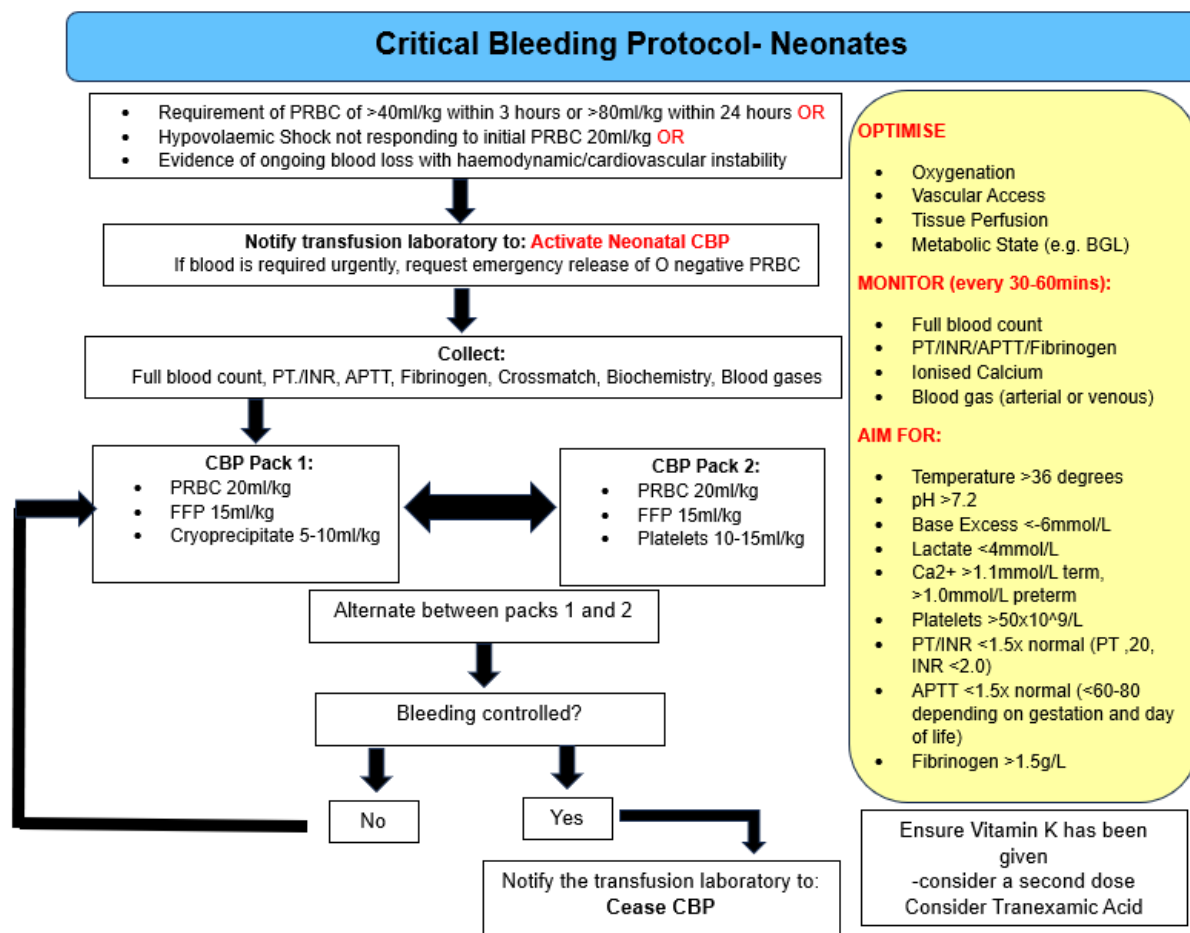 Critical Bleeding Protocol- Neonates
• Requirement of PRBC of >40ml/kg within 3 hours or >80ml/kg within 24 hours OR
• Hypovolaemic Shock not responding to initial PRBC 20ml/kg OR
• Evidence of ongoing blood loss with haemodynamic/cardiovascular instability
Notify transfusion laboratory to: Activate Neonatal CBP
If blood is required urgently, request emergency release of O negative PRBC
Collect:
Full blood count, PT./INR, APTT, Fibrinogen, Crossmatch, Biochemistry, Blood gases
CBP Pack 1:
• PRBC 20ml/kg
• FFP 15ml/kg
• Cryoprecipitate 5-10ml/kg
CBP Pack 2:
• PRBC 20ml/kg
• FFP 15ml/kg
• Platelets 10-15ml/kg
Alternate between packs 1 and 2
Bleeding controlled?
No
Yes
Notify the transfusion laboratory to:
Cease CBP
OPTIMISE
• Oxygenation
• Vascular Access
• Tissue Perfusion
• Metabolic State (e.g. BGL)
MONITOR (every 30-60mins):
• Full blood count
• PT/INR/APTT/Fibrinogen
• Ionised Calcium
• Blood gas (arterial or venous)
AIM FOR:
• Temperature >36 degrees
• pH >7.2
• Base Excess <-6mmol/L
• Lactate <4mmol/L
• Ca2+ >1.1mmol/L term,
>1.0mmol/L preterm
• Platelets >50x10^9/L
• PT/INR <1.5x normal (PT ,20,
INR <2.0)
• APTT <1.5x normal (<60-80
depending on gestation and day
of life)
• Fibrinogen >1.5g/L
Ensure Vitamin K has been
given
-consider a second dose
Consider Tranexamic Acid